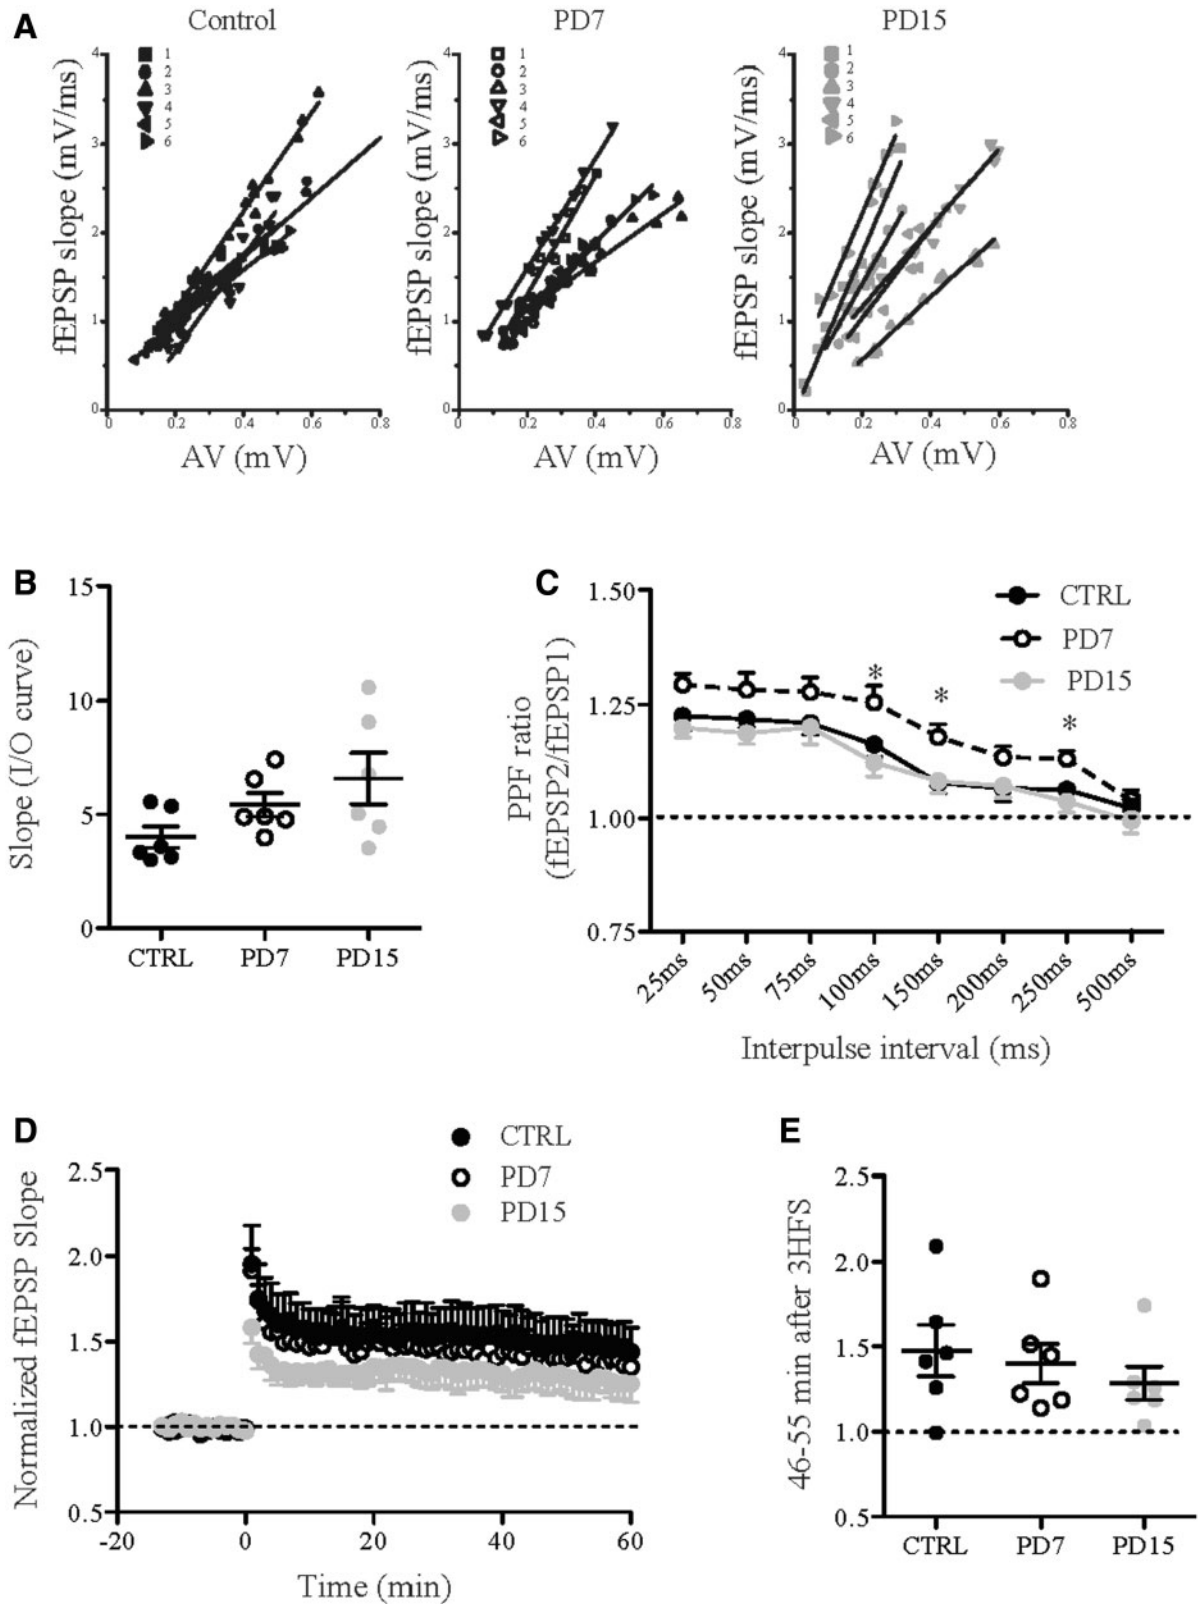 A
Control
PD7
PD15
fEPSP slope (mV/ms)
4
3
2
1
0
1
2
3
4
5
6
0.2
0.4
0.6
0.8
AV (mV)
fEPSP slope (mV/ms)
4
3
2
1
0
1
2
3
4
5
6
0
0.2
0.4
0.6
0.8
AV (mV)
fEPSP slope (mV/ms)
4
3
2
1
0
1
2
3
4
5
6
0
0.2
0.4
0.6
0.8
AV (mV)
B
Slope (I/O curve)
15
10
5
0
CTRL
PD7
PD15
C
PPF ratio
(fEPSP2/fEPSP1)
1.50
1.25
1.00
0.75
CTRL
PD7
PD15
*
*
*
25ms
50ms
75ms
100ms
150ms
200ms
250ms
500ms
Interpulse interval (ms)
D
Normalized fEPSP Slope
2.5
2.0
1.5
1.0
0.5
CTRL
PD7
PD15
-20
0
20
40
60
Time (min)
E
46-55 min after 3HFS
2.5
2.0
1.5
1.0
0.5
CTRL
PD7
PD15